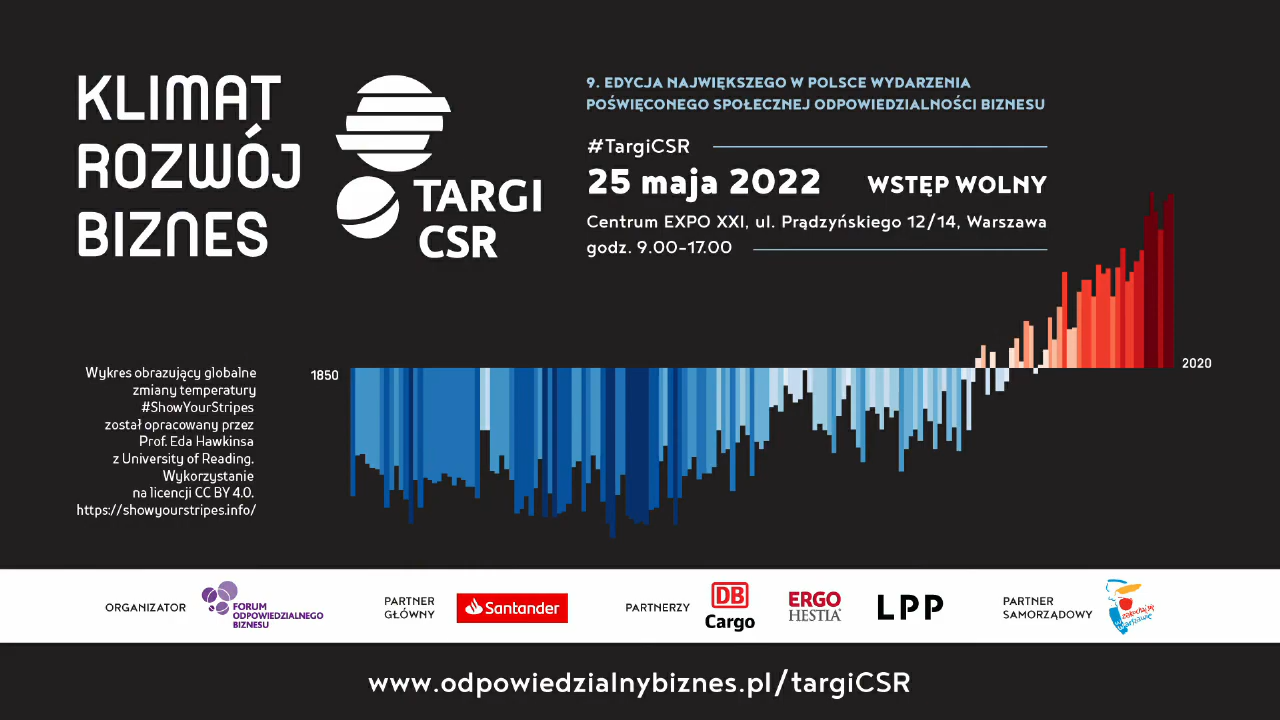 KLIMAT
ROZWÓJ
BIZNES
TARGI
CSR
9. EDYCJA NAJWIĘKSZEGO W POLSCE WYDARZENIA
POŚWIĘCONEGO SPOŁECZNEJ ODPOWIEDZIALNOŚCI BIZNESU
#TargiCSR
25 maja 2022 WSTĘP WOLNY
Centrum EXPO XXI, ul. Prądzyńskiego 12/14, Warszawa
godz. 9.00-17.00
Wykres obrazujący globalne
zmiany temperatury
#ShowYourStripes
został opracowany przez
Prof. Eda Hawkinsa
z University of Reading.
Wykorzystanie
na licencji CC BY 4.0.
https://showyourstripes.info/
1850
2020
ORGANIZATOR
FORUM
ODPOWIEDZIALNEGO
BIZNESU
PARTNER
GŁÓWNY
Santander
PARTNERZY
DB
Cargo
ERGO
HESTIA
LPP
PARTNER
SAMORZĄDOWY
zakochaj się
w Warszawie
www.odpowiedzialnybiznes.pl/targiCSR